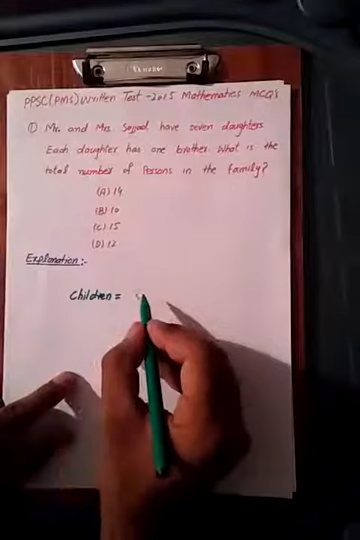 PPSC(PMS) Written Test -2015 Mathematics MCQ's
① Mr. and Mrs. Sajjad have seven daughters.
Each daughter has one brother. What is the
total number of Persons in the family?
(A) 14
(B) 10
(C) 15
(D) 12
Explanation:-
Children =